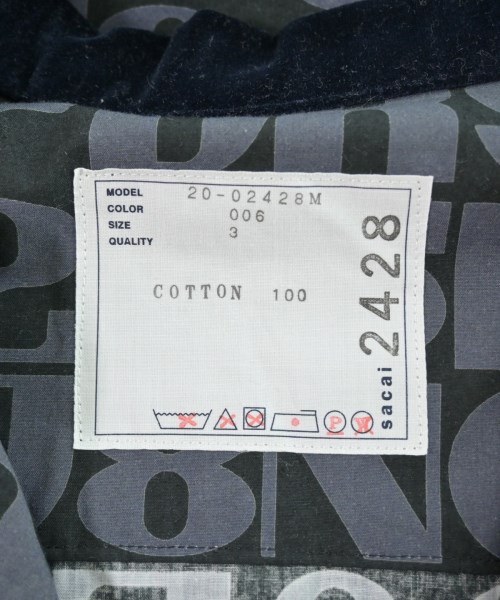 MODEL 20-02428M
COLOR 006
SIZE 3
QUALITY
COTTON 100
sacai 2428
P W